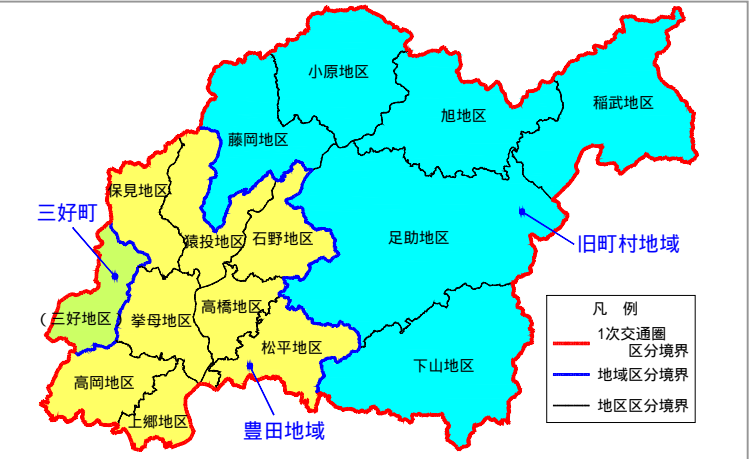 小原地区
稲武地区
旭地区
藤岡地区
保見地区
三好町
猿投地区
石野地区
足助地区
旧町村地域
(三好地区
挙母地区
高橋地区
松平地区
下山地区
高岡地区
上郷地区
豊田地域
凡 例
1次交通圏
区分境界
地域区分境界
地区区分境界